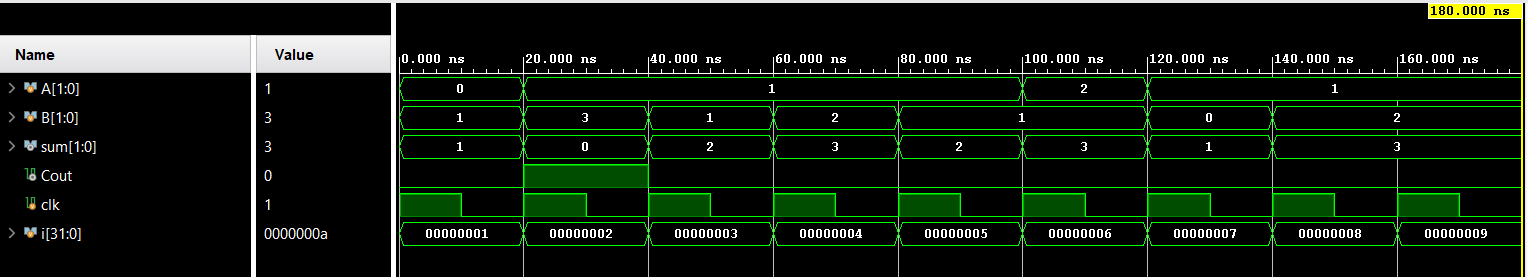 180.000 ns
Name Value
0.000 ns 20.000 ns 40.000 ns 60.000 ns 80.000 ns 100.000 ns 120.000 ns 140.000 ns 160.000 ns
A[1:0] 1 0 1 2 1
B[1:0] 3 1 3 1 2 1 0 2
sum[1:0] 3 1 0 2 3 2 3 1 3
Cout 0
clk 1
i[31:0] 0000000a 00000001 00000002 00000003 00000004 00000005 00000006 00000007 00000008 00000009